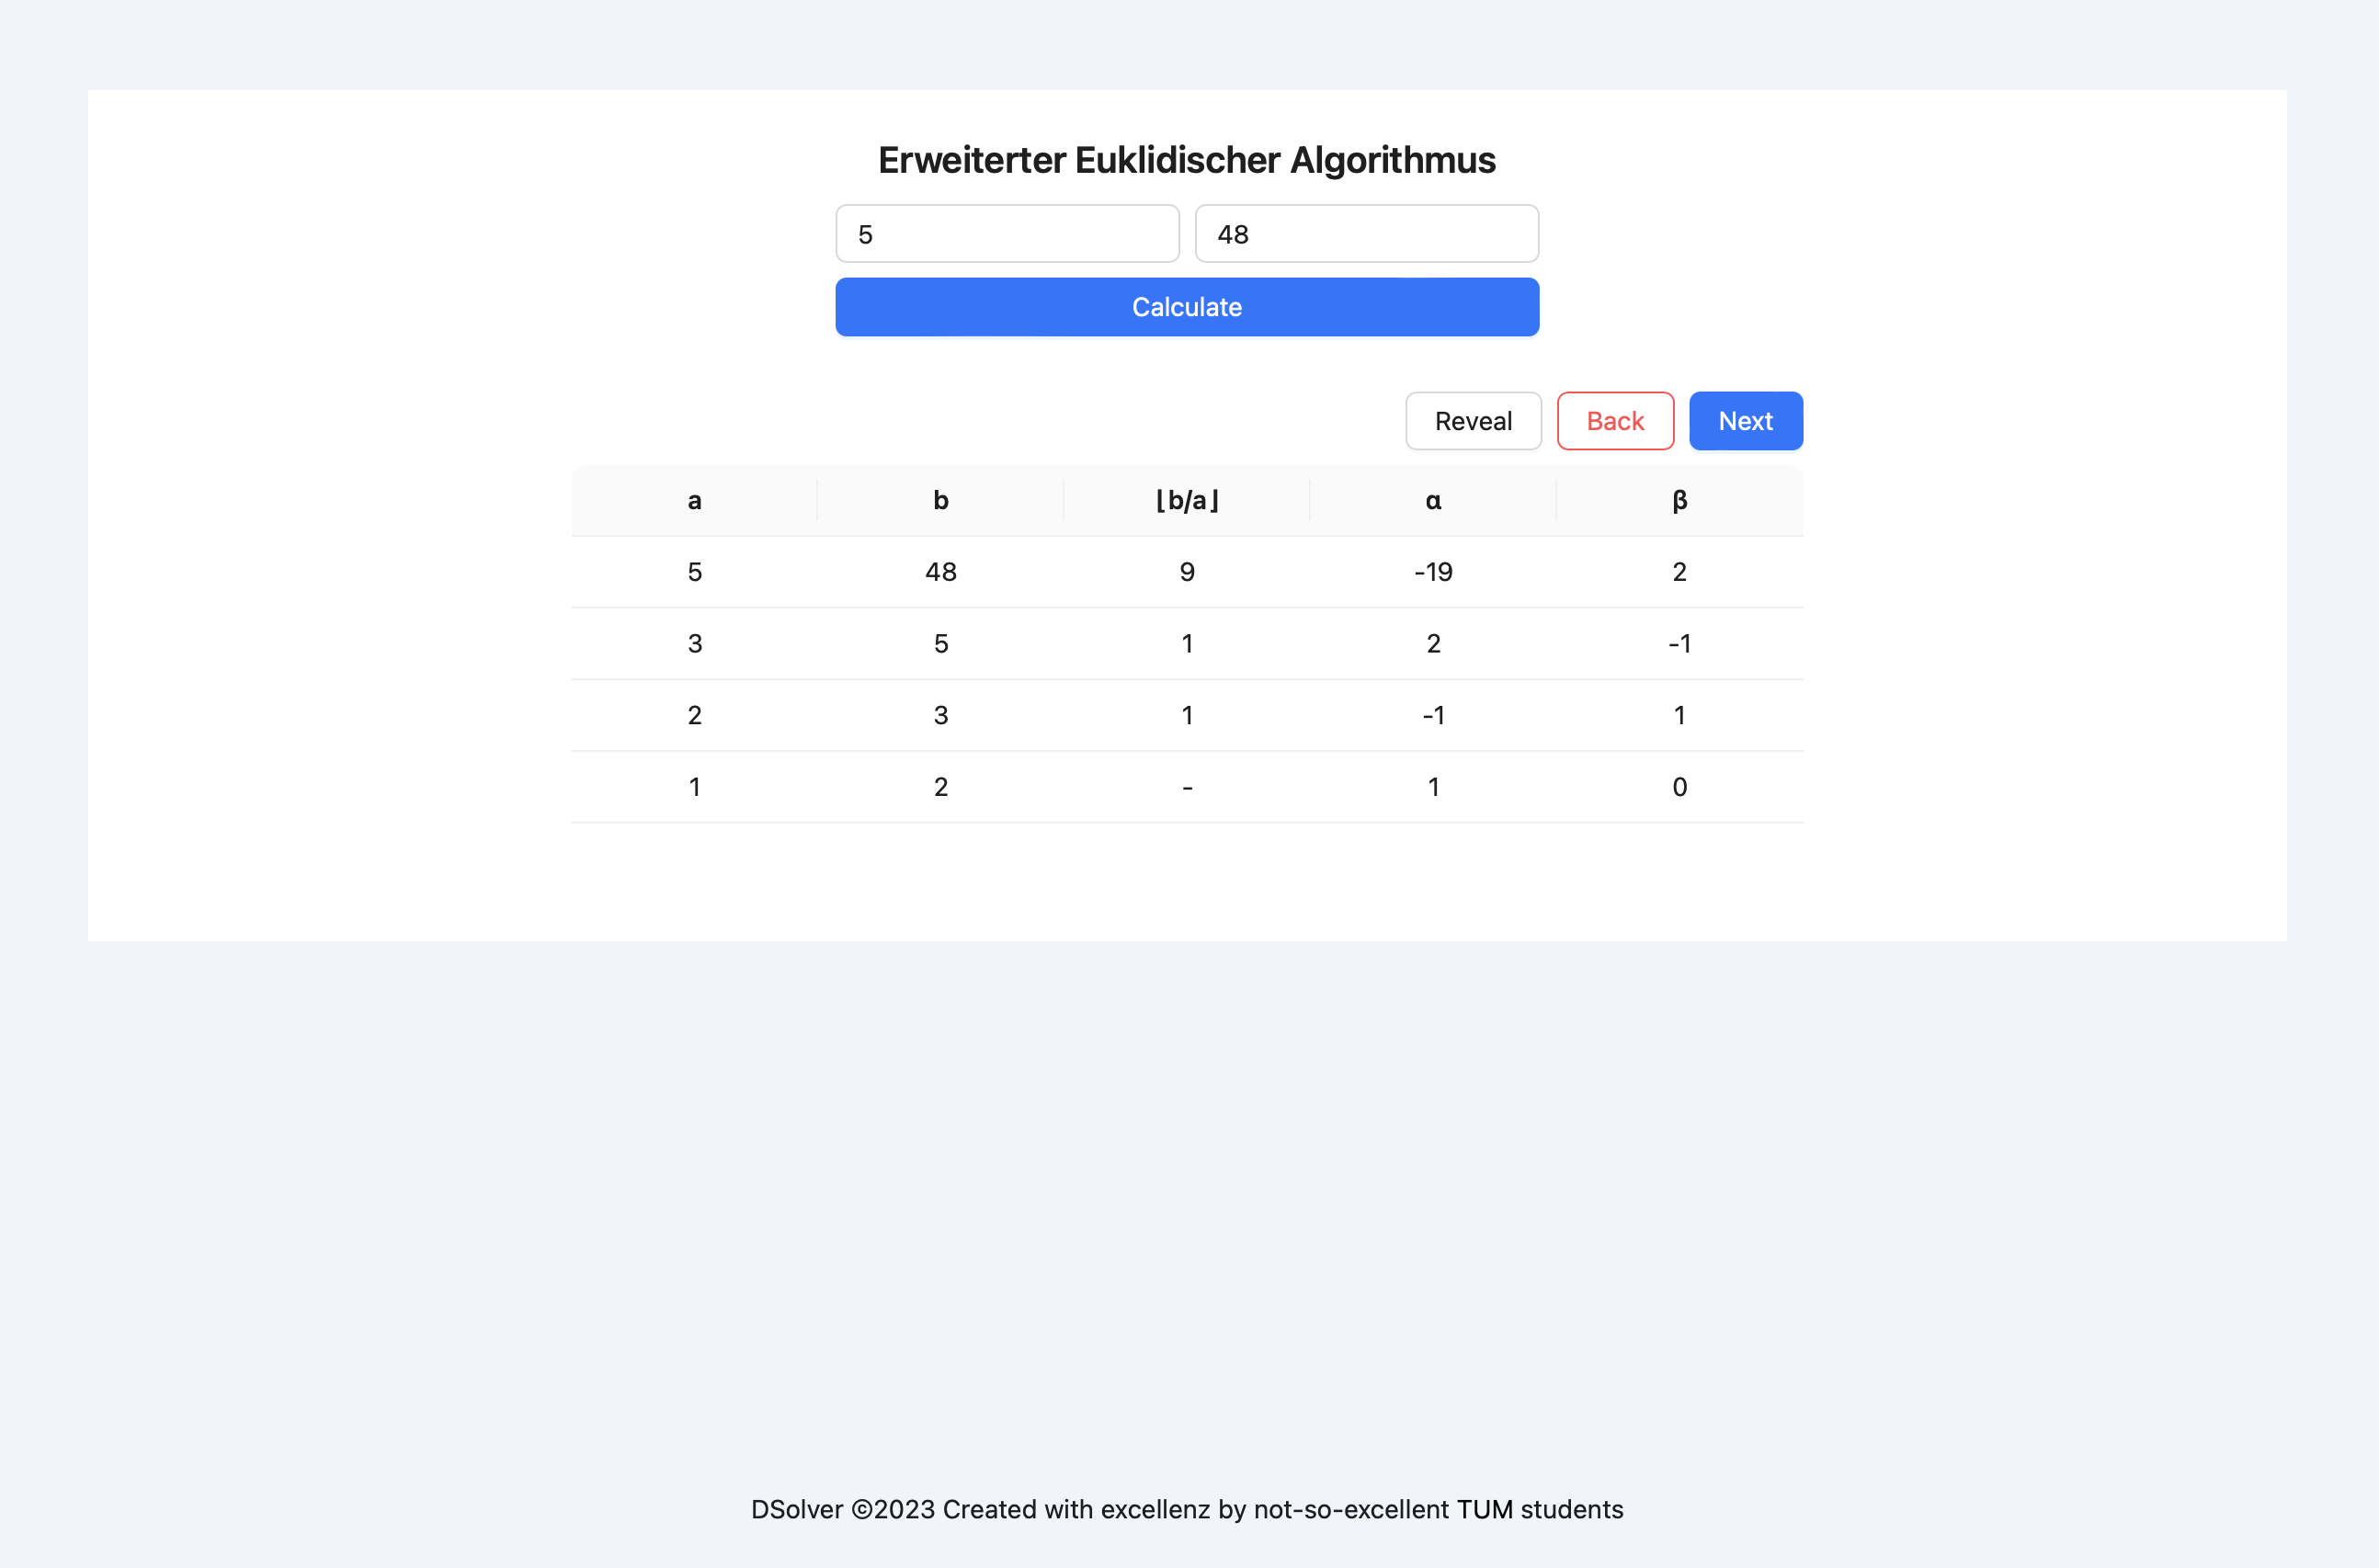 Erweiterter Euklidischer Algorithmus
5 48
Calculate
Reveal Back Next
a b ⌊b/a⌋ α β
5 48 9 -19 2
3 5 1 2 -1
2 3 1 -1 1
1 2 - 1 0
DSolver ©2023 Created with excellenz by not-so-excellent TUM students